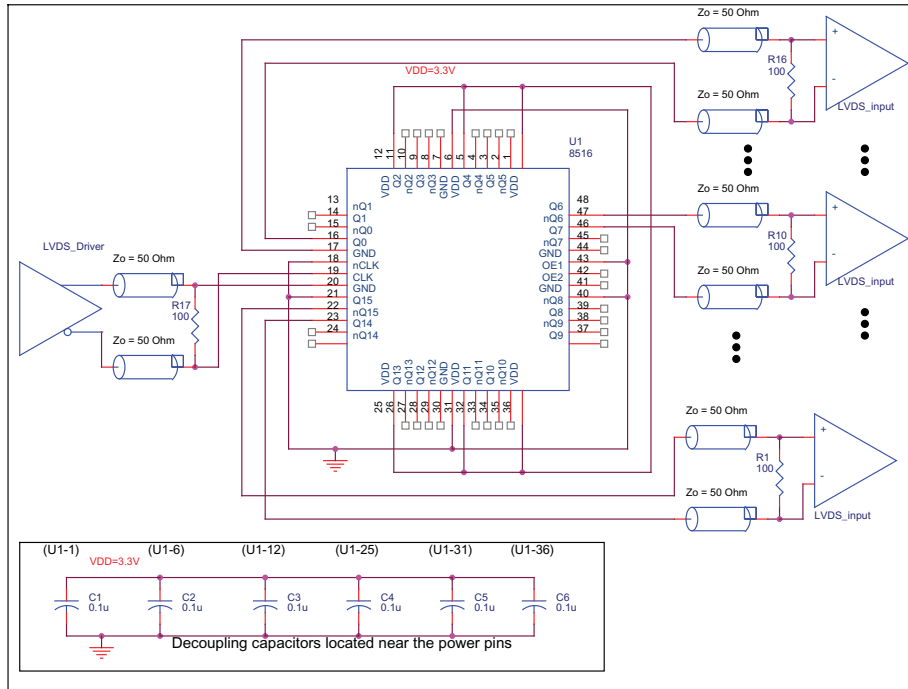 Zo = 50 Ohm
+
R16
100
-
VDD=3.3V
Zo = 50 Ohm
LVDS_input
U1
8516
12
11
10
9
8
7
6
5
4
3
2
1
VDD
Q2
nQ2
Q3
nQ3
GND
VDD
Q4
nQ4
Q5
nQ5
VDD
13
14
15
16
17
18
19
20
21
22
23
24
nQ1
Q1
nQ0
Q0
GND
nCLK
CLK
GND
Q15
nQ15
Q14
nQ14
Q6
nQ6
Q7
nQ7
GND
OE1
OE2
GND
nQ8
Q8
nQ9
Q9
48
47
46
45
44
43
42
41
40
39
38
37
VDD
Q13
nQ13
Q12
nQ12
GND
VDD
Q11
nQ11
Q10
nQ10
VDD
25
26
27
28
29
30
31
32
33
34
35
36
LVDS_Driver
Zo = 50 Ohm
R17
100
Zo = 50 Ohm
Zo = 50 Ohm
+
R10
100
-
Zo = 50 Ohm
LVDS_input
Zo = 50 Ohm
+
R1
100
-
Zo = 50 Ohm
LVDS_input
(U1-1) (U1-6) (U1-12) (U1-25) (U1-31) (U1-36)
VDD=3.3V
C1
0.1u
C2
0.1u
C3
0.1u
C4
0.1u
C5
0.1u
C6
0.1u
Decoupling capacitors located near the power pins